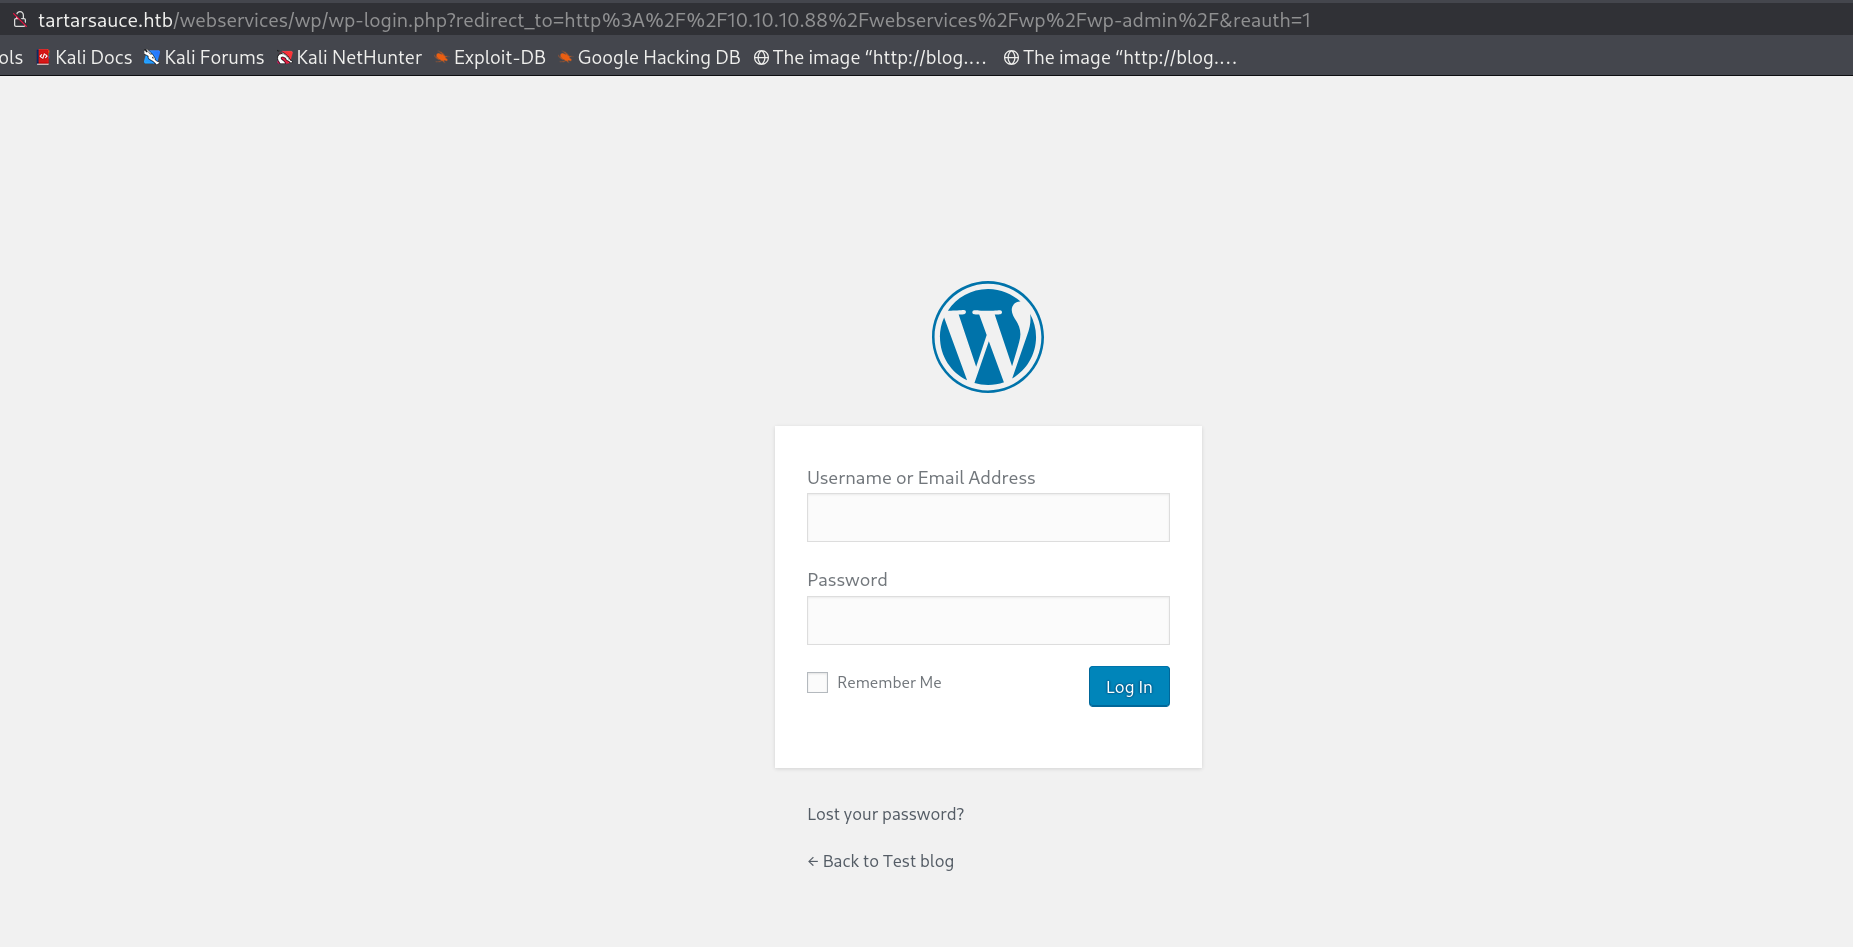 tartarsauce.htb/webservices/wp/wp-login.php?redirect_to=http%3A%2F%2F10.10.10.88%2Fwebservices%2Fwp%2Fwp-admin%2F&reauth=1
ols Kali Docs Kali Forums Kali NetHunter Exploit-DB Google Hacking DB The image “http://blog.... The image “http://blog....
Username or Email Address
Password
Remember Me Log In
Lost your password?
← Back to Test blog